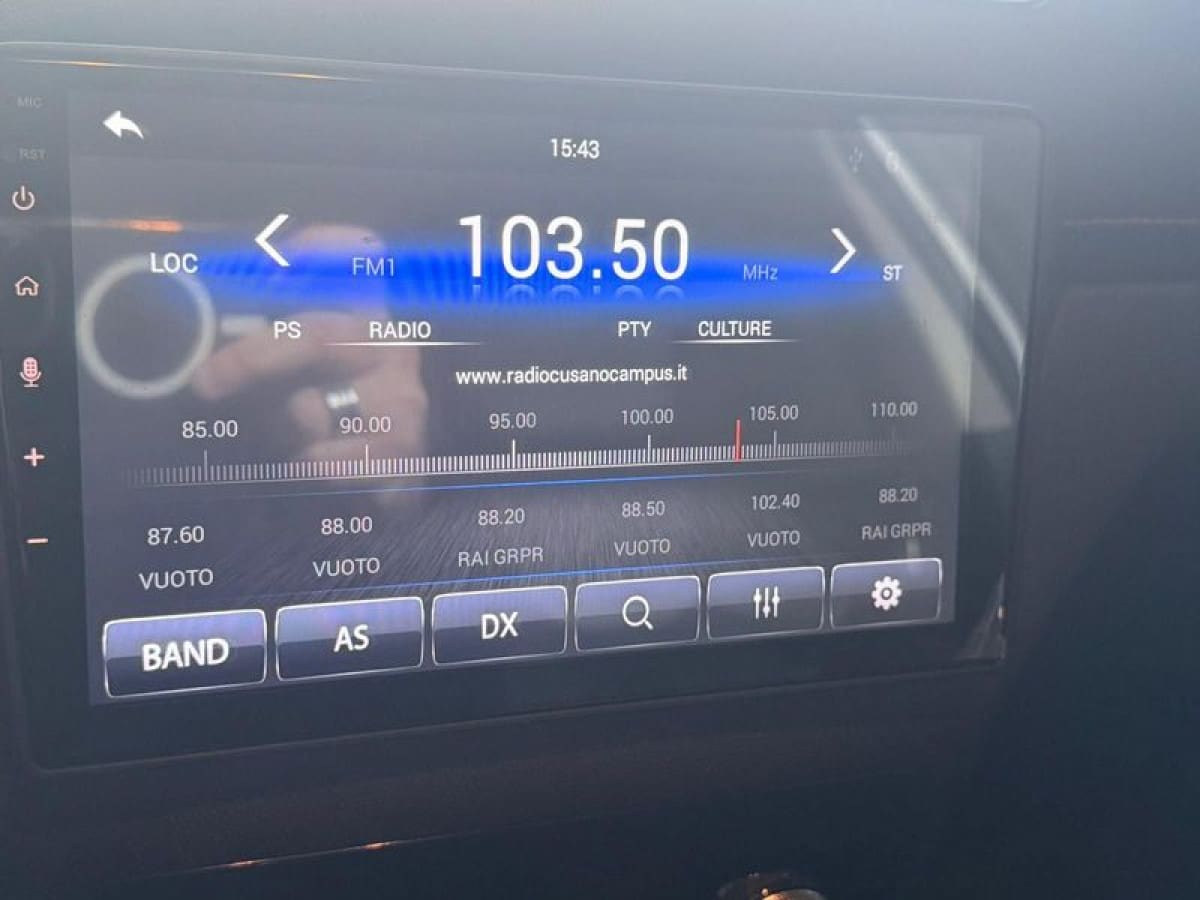 MIC
15:43
RST
LOC
FM1
103.50
MHz
ST
PS RADIO PTY CULTURE
www.radiocusanocampus.it
85.00 90.00 95.00 100.00 105.00 110.00
87.60 88.00 88.20 88.50 102.40 88.20
VUOTO VUOTO RAI GRPR VUOTO VUOTO RAI GRPR
BAND AS DX